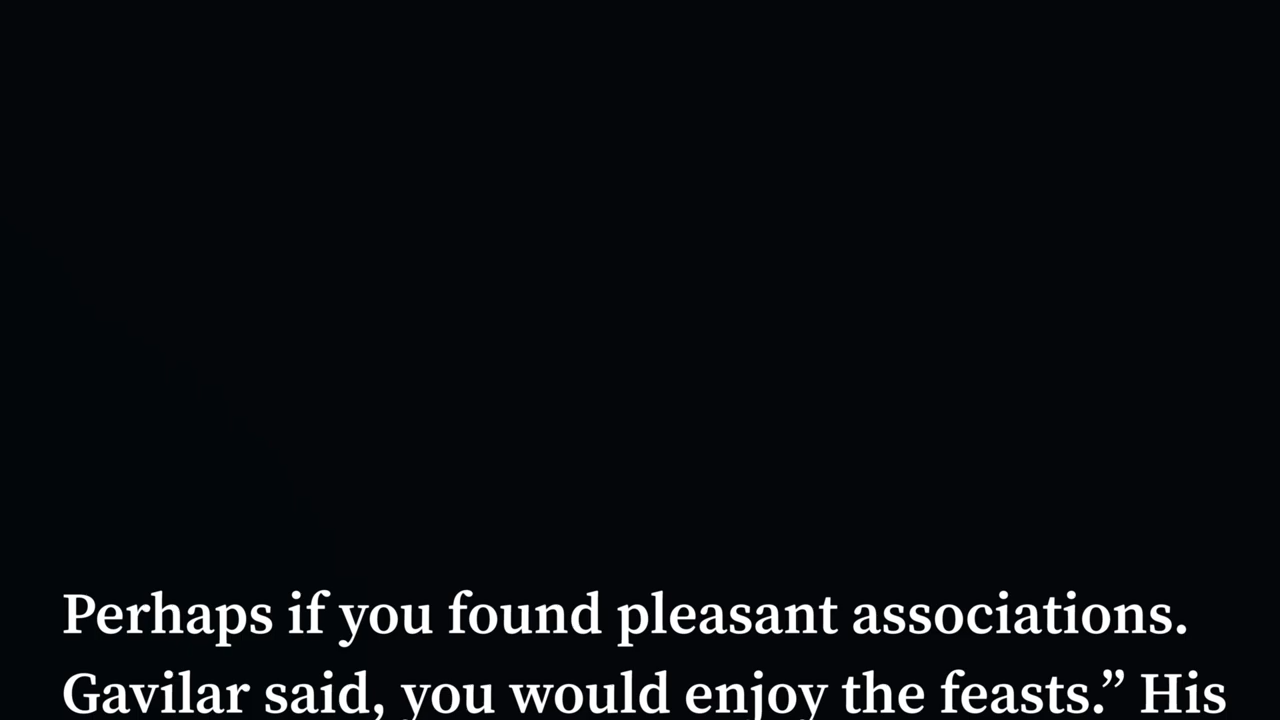 Perhaps if you found pleasant associations.
Gavilar said, you would enjoy the feasts.” His